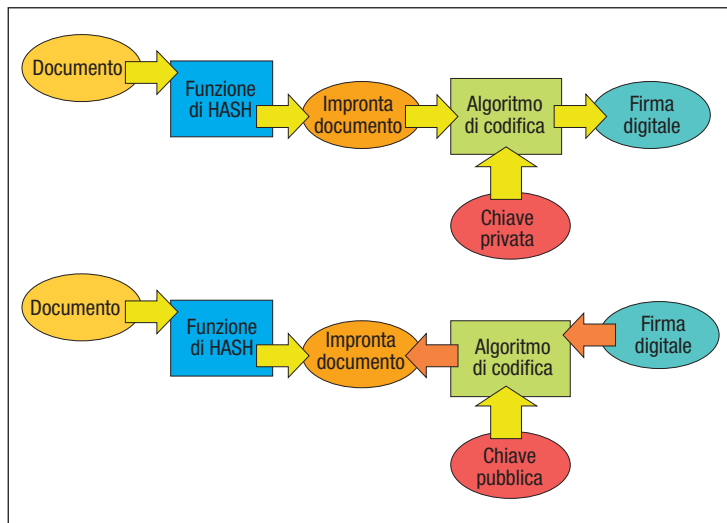 Documento
Funzione
di HASH
Impronta
documento
Algoritmo
di codifica
Firma
digitale
Chiave
privata
Documento
Funzione
di HASH
Impronta
documento
Algoritmo
di codifica
Firma
digitale
Chiave
pubblica